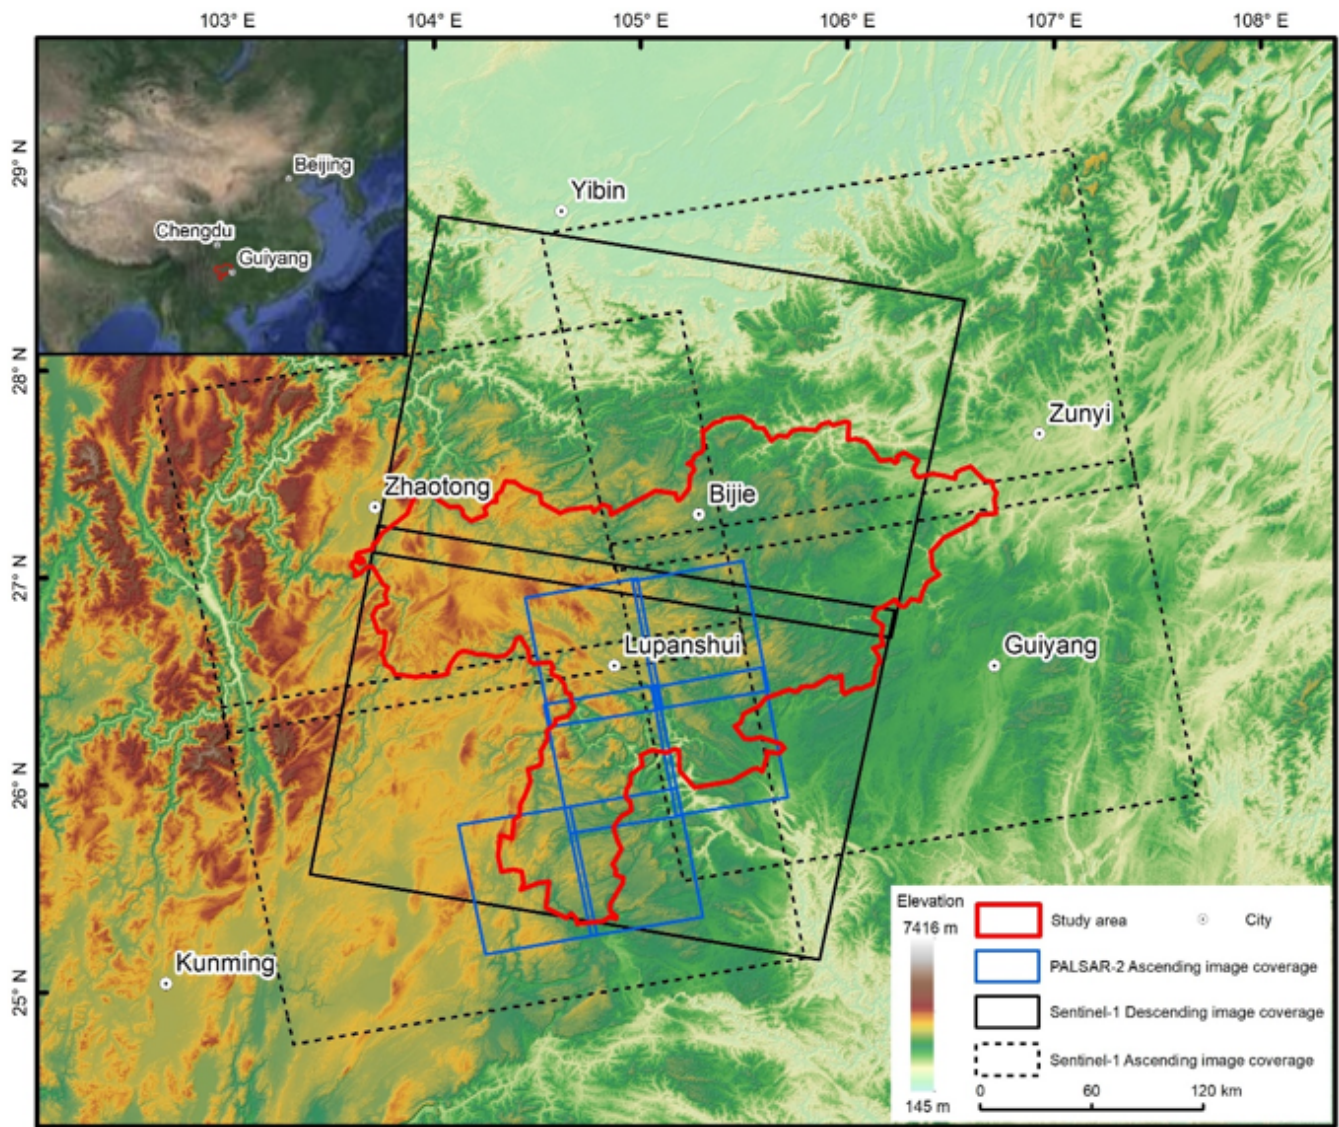 103° E 104° E 105° E 106° E 107° E 108° E
29° N
28° N
27° N
26° N
25° N
Beijing
Chengdu
Guiyang
Yibin
Zunyi
Zhaotong
Bijie
Lupanshui
Guiyang
Kunming
Elevation
7416 m
145 m
Study area
City
PALSAR-2 Ascending image coverage
Sentinel-1 Descending image coverage
Sentinel-1 Ascending image coverage
0 60 120 km